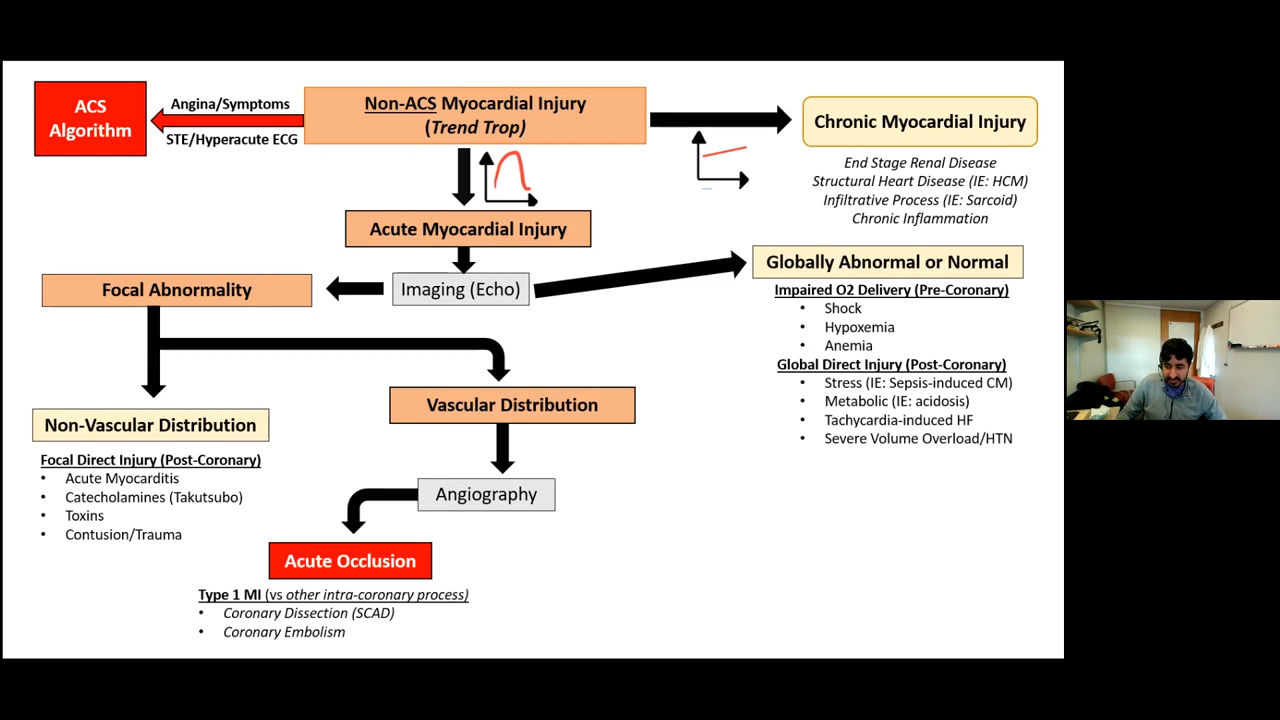 ACS
Algorithm
Angina/Symptoms
STE/Hyperacute ECG
Non-ACS Myocardial Injury
(Trend Trop)
Chronic Myocardial Injury
End Stage Renal Disease
Structural Heart Disease (IE: HCM)
Infiltrative Process (IE: Sarcoid)
Chronic Inflammation
Acute Myocardial Injury
Imaging (Echo)
Focal Abnormality
Globally Abnormal or Normal
Impaired O2 Delivery (Pre-Coronary)
• Shock
• Hypoxemia
• Anemia
Global Direct Injury (Post-Coronary)
• Stress (IE: Sepsis-induced CM)
• Metabolic (IE: acidosis)
• Tachycardia-induced HF
• Severe Volume Overload/HTN
Vascular Distribution
Non-Vascular Distribution
Focal Direct Injury (Post-Coronary)
• Acute Myocarditis
• Catecholamines (Takutsubo)
• Toxins
• Contusion/Trauma
Angiography
Acute Occlusion
Type 1 MI (vs other intra-coronary process)
• Coronary Dissection (SCAD)
• Coronary Embolism